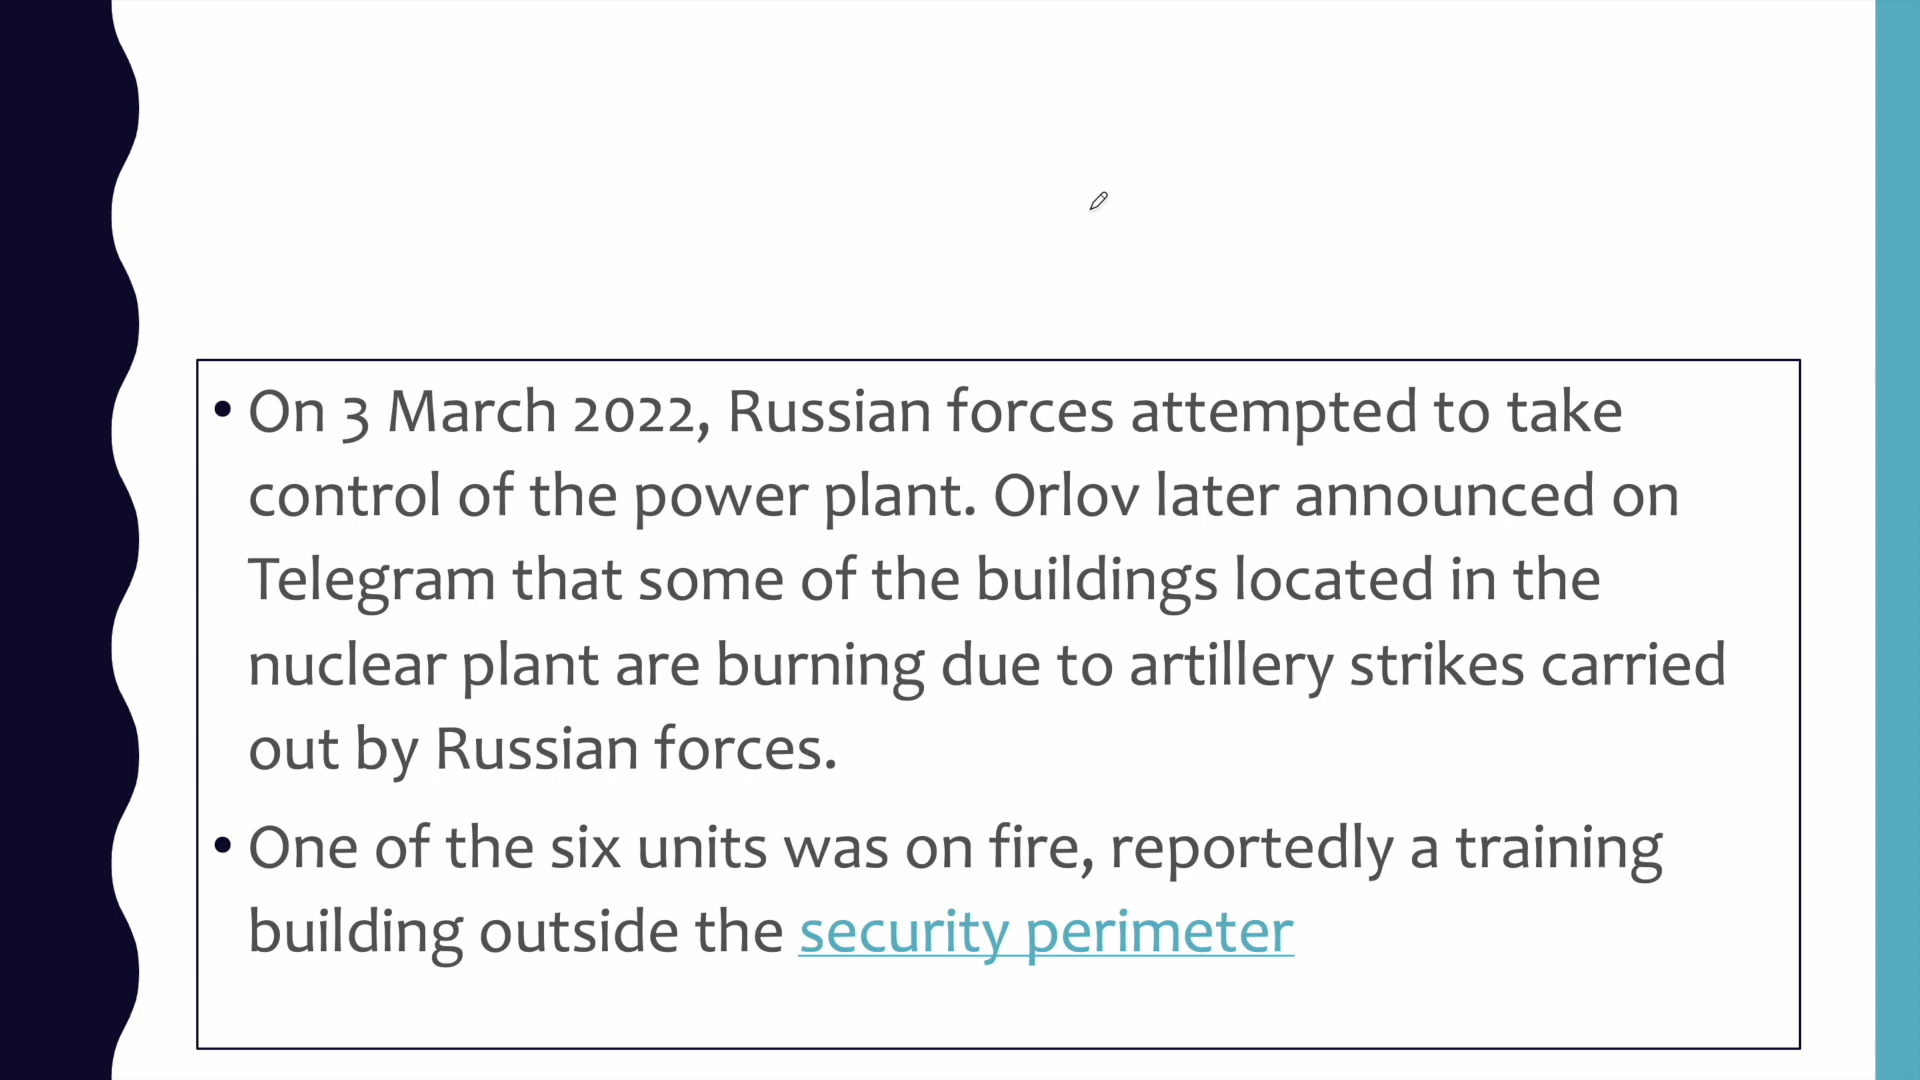 • On 3 March 2022, Russian forces attempted to take
control of the power plant. Orlov later announced on
Telegram that some of the buildings located in the
nuclear plant are burning due to artillery strikes carried
out by Russian forces.
• One of the six units was on fire, reportedly a training
building outside the security perimeter